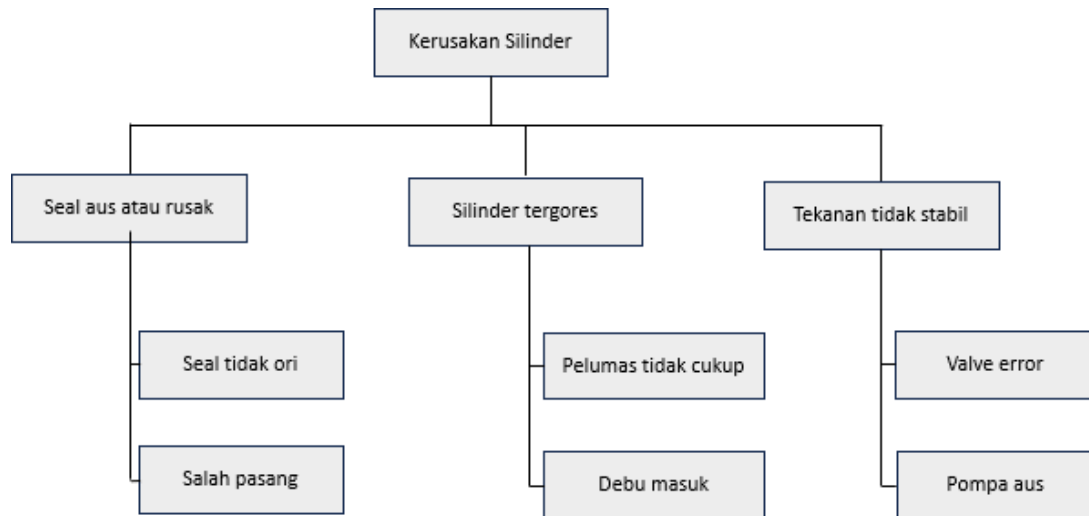 Kerusakan Silinder
Seal aus atau rusak
Silinder tergores
Tekanan tidak stabil
Seal tidak ori
Pelumas tidak cukup
Valve error
Salah pasang
Debu masuk
Pompa aus